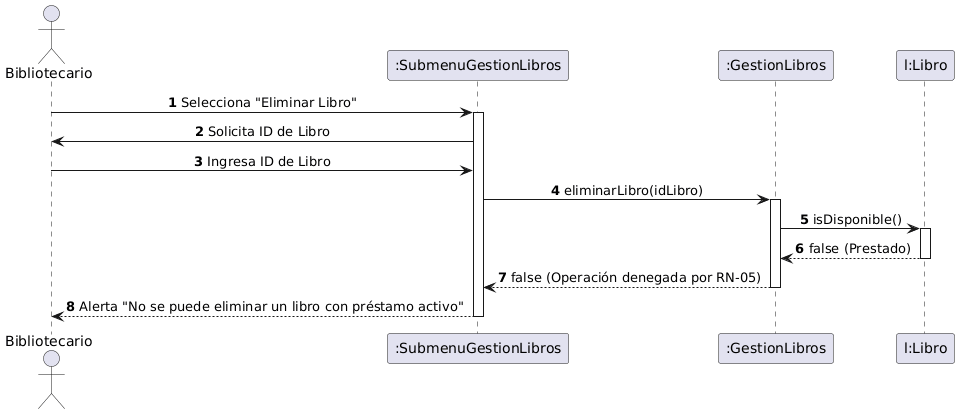 Bibliotecario
:SubmenuGestionLibros
:GestionLibros
l:Libro
1 Selecciona "Eliminar Libro"
2 Solicita ID de Libro
3 Ingresa ID de Libro
4 eliminarLibro(idLibro)
5 isDisponible()
6 false (Prestado)
7 false (Operación denegada por RN-05)
8 Alerta "No se puede eliminar un libro con préstamo activo"
Bibliotecario
:SubmenuGestionLibros
:GestionLibros
l:Libro